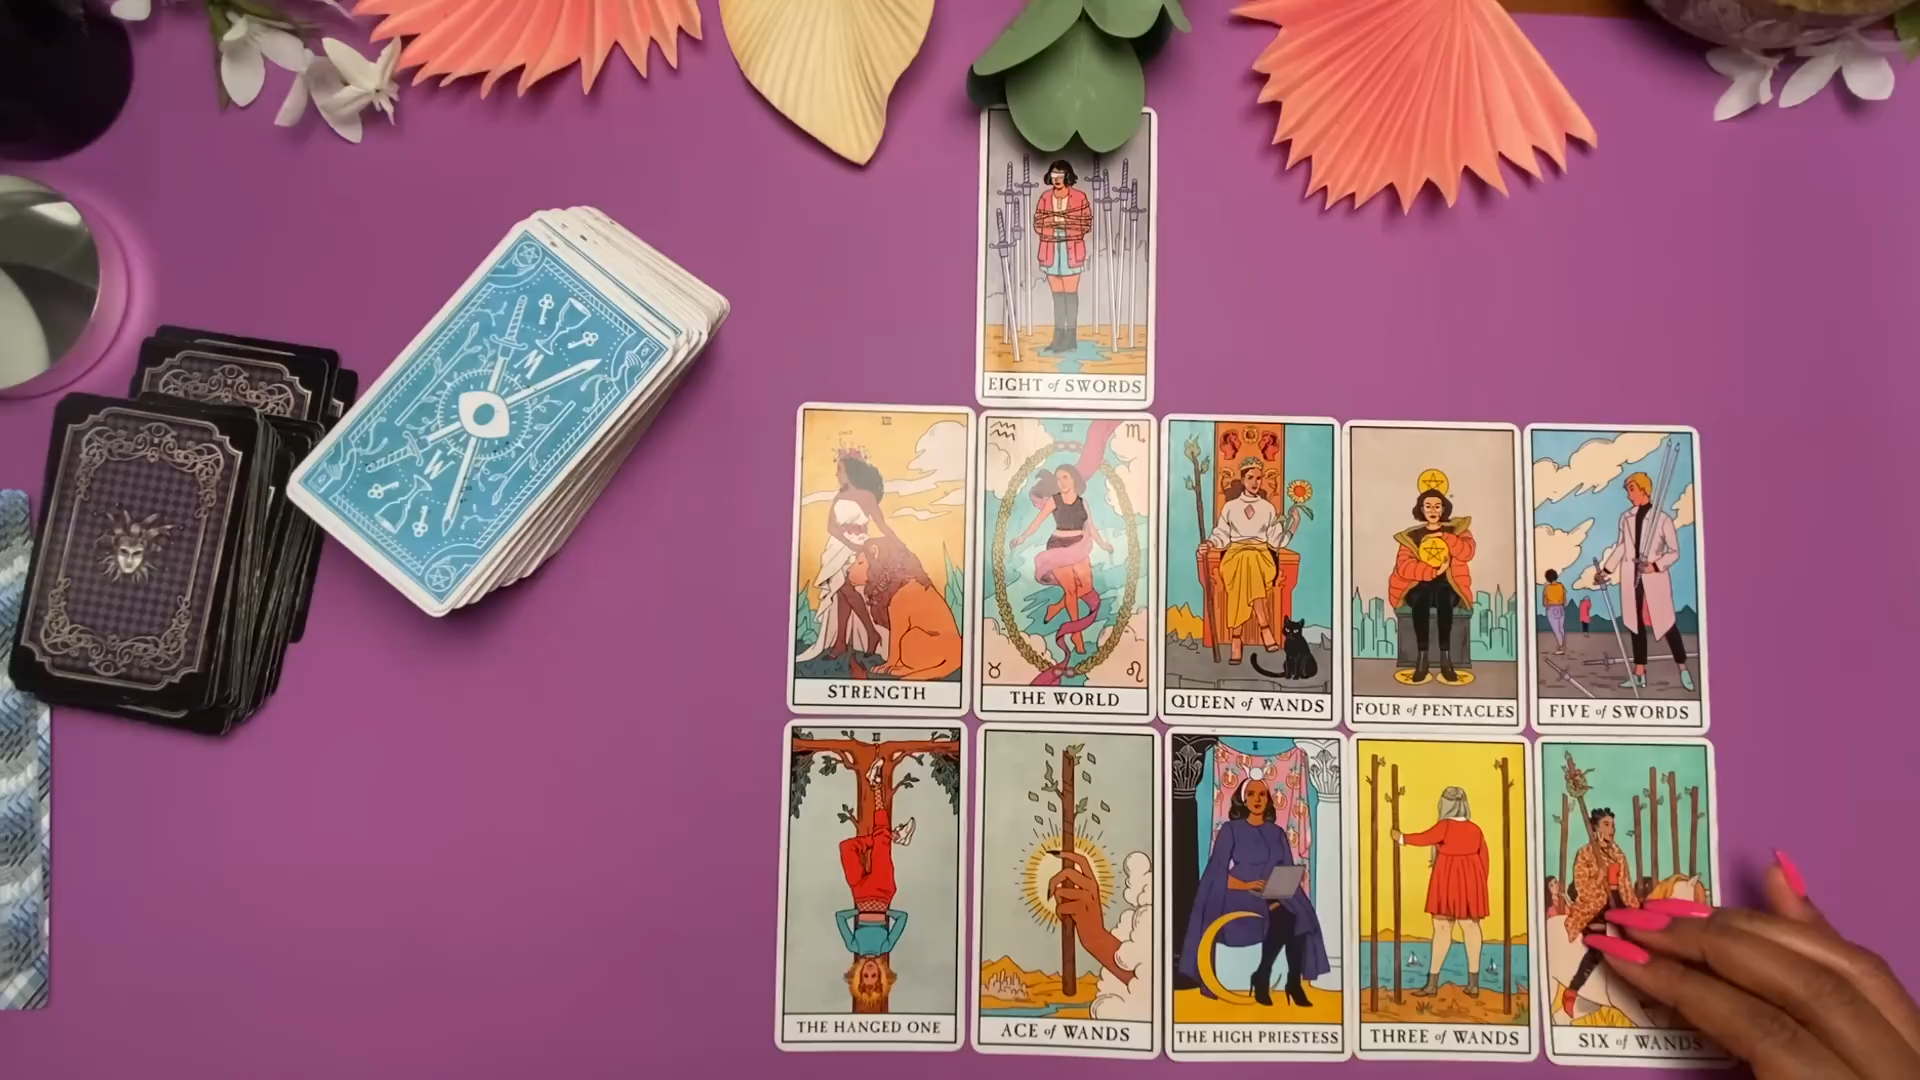 EIGHT of SWORDS
STRENGTH
THE WORLD
QUEEN of WANDS
FOUR of PENTACLES
FIVE of SWORDS
THE HANGED ONE
ACE of WANDS
THE HIGH PRIESTESS
THREE of WANDS
SIX of WANDS